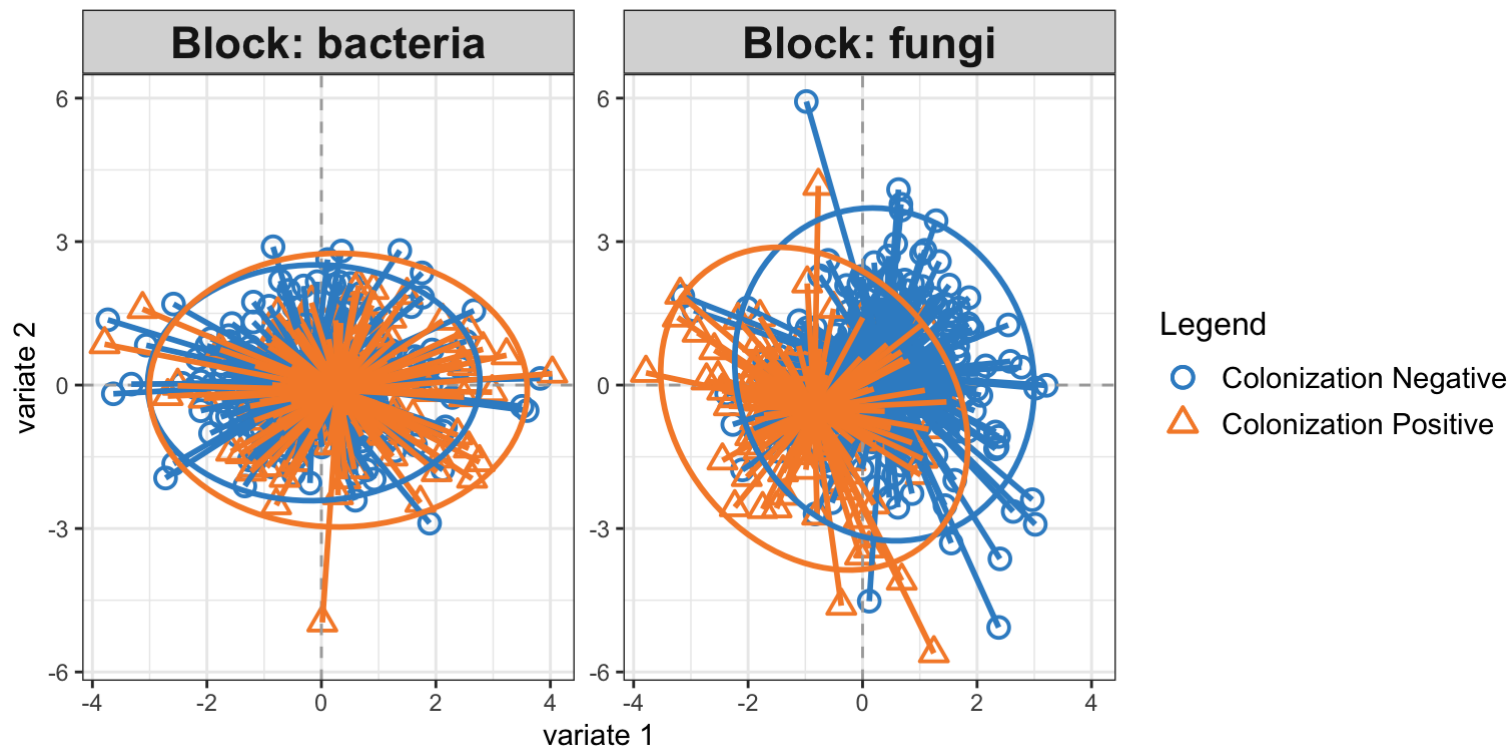 Block: bacteria
Block: fungi
6
3
0
-3
-6
6
3
0
-3
-6
-4 -2 0 2 4
-4 -2 0 2 4
variate 2
variate 1
Legend
Colonization Negative
Colonization Positive